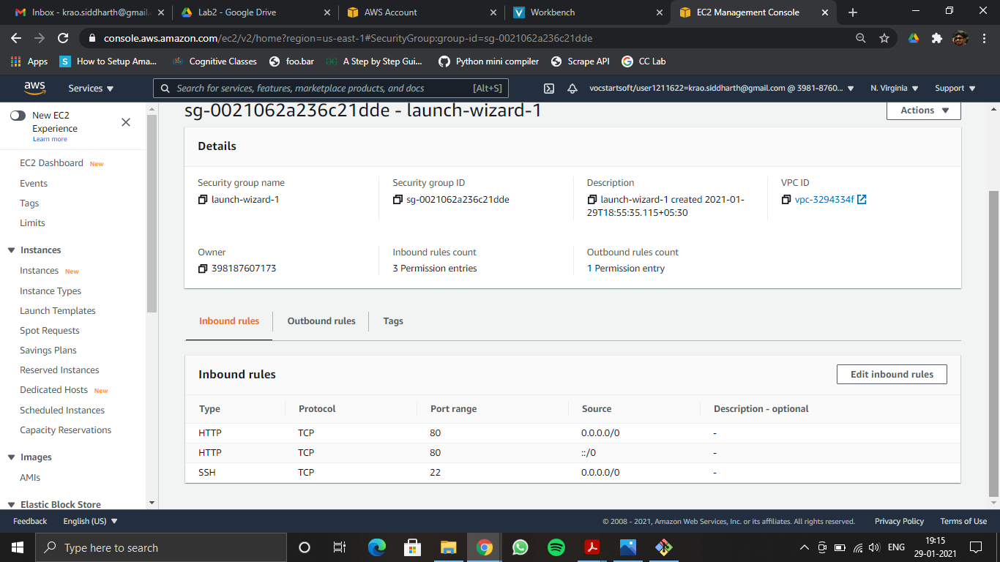 Inbox - krao.siddharth@gmail.c
Lab2 - Google Drive
AWS Account
Workbench
EC2 Management Console
console.aws.amazon.com/ec2/v2/home?region=us-east-1#SecurityGroup:group-id=sg-0021062a236c21dde
Apps
How to Setup Ama...
Cognitive Classes
foo.bar
A Step by Step Gui...
Python mini compiler
Scrape API
CC Lab
aws
Services
Search for services, features, marketplace products, and docs
[Alt+S]
vocstartsoft/user1211622=krao.siddharth@gmail.com @ 3981-8760...
N. Virginia
Support
New EC2
Experience
Learn more
EC2 Dashboard New
Events
Tags
Limits
Instances
Instances New
Instance Types
Launch Templates
Spot Requests
Savings Plans
Reserved Instances
Dedicated Hosts New
Scheduled Instances
Capacity Reservations
Images
AMIs
Elastic Block Store
sg-0021062a236c21dde - launch-wizard-1
Actions
Details
Security group name
launch-wizard-1
Security group ID
sg-0021062a236c21dde
Description
launch-wizard-1 created 2021-01-
29T18:55:35.115+05:30
VPC ID
vpc-3294334f
Owner
398187607173
Inbound rules count
3 Permission entries
Outbound rules count
1 Permission entry
Inbound rules
Outbound rules
Tags
Inbound rules
Edit inbound rules
Type Protocol Port range Source Description - optional
HTTP TCP 80 0.0.0.0/0 -
HTTP TCP 80 ::/0 -
SSH TCP 22 0.0.0.0/0 -
Feedback
English (US)
© 2008 - 2021, Amazon Web Services, Inc. or its affiliates. All rights reserved.
Privacy Policy
Terms of Use
Type here to search
ENG
19:15
29-01-2021